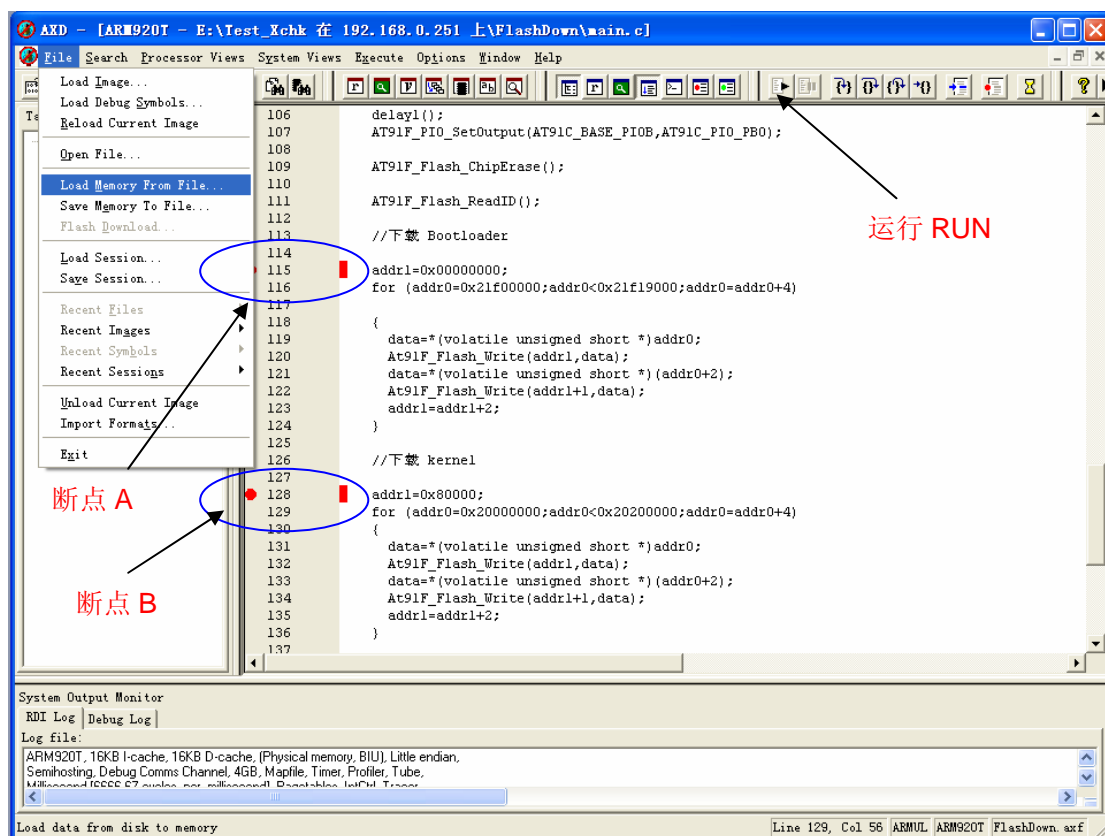 AXD - [ARM920T - E:\Test_Xchk 在 192.168.0.251 上\FlashDown\main.c]
File Search Processor Views System Views Execute Options Window Help
Load Image...
Load Debug Symbols...
Reload Current Image
Open File...
Load Memory From File...
Save Memory To File...
Flash Download...
Load Session...
Save Session...
Recent Files
Recent Images
Recent Symbols
Recent Sessions
Unload Current Image
Import Formats...
Exit
106 delay1();
107 AT91F_PIO_SetOutput(AT91C_BASE_PIOB,AT91C_PIO_PB0);
108
109 AT91F_Flash_ChipErase();
110
111 AT91F_Flash_ReadID();
112
113 //下载 Bootloader
114
115 addr1=0x00000000;
116 for (addr0=0x21f00000;addr0<0x21f19000;addr0=addr0+4)
117
118 {
119 data=*(volatile unsigned short *)addr0;
120 At91F_Flash_Write(addr1,data);
121 data=*(volatile unsigned short *)(addr0+2);
122 At91F_Flash_Write(addr1+1,data);
123 addr1=addr1+2;
124 }
125
126 //下载 kernel
127
128 addr1=0x80000;
129 for (addr0=0x20000000;addr0<0x20200000;addr0=addr0+4)
130 {
131 data=*(volatile unsigned short *)addr0;
132 At91F_Flash_Write(addr1,data);
133 data=*(volatile unsigned short *)(addr0+2);
134 At91F_Flash_Write(addr1+1,data);
135 addr1=addr1+2;
136 }
137
运行 RUN
断点 A
断点 B
System Output Monitor
RDI Log Debug Log
Log file:
ARM920T, 16KB I-cache, 16KB D-cache, (Physical memory, BIU), Little endian,
Semihosting, Debug Comms Channel, 4GB, Mapfile, Timer, Profiler, Tube,
Millisecond [6666.67 cycles_per_millisecond], Pagetables, IntCtrl, Tracer
Load data from disk to memory
Line 129, Col 56 ARMUL ARM920T FlashDown.axf